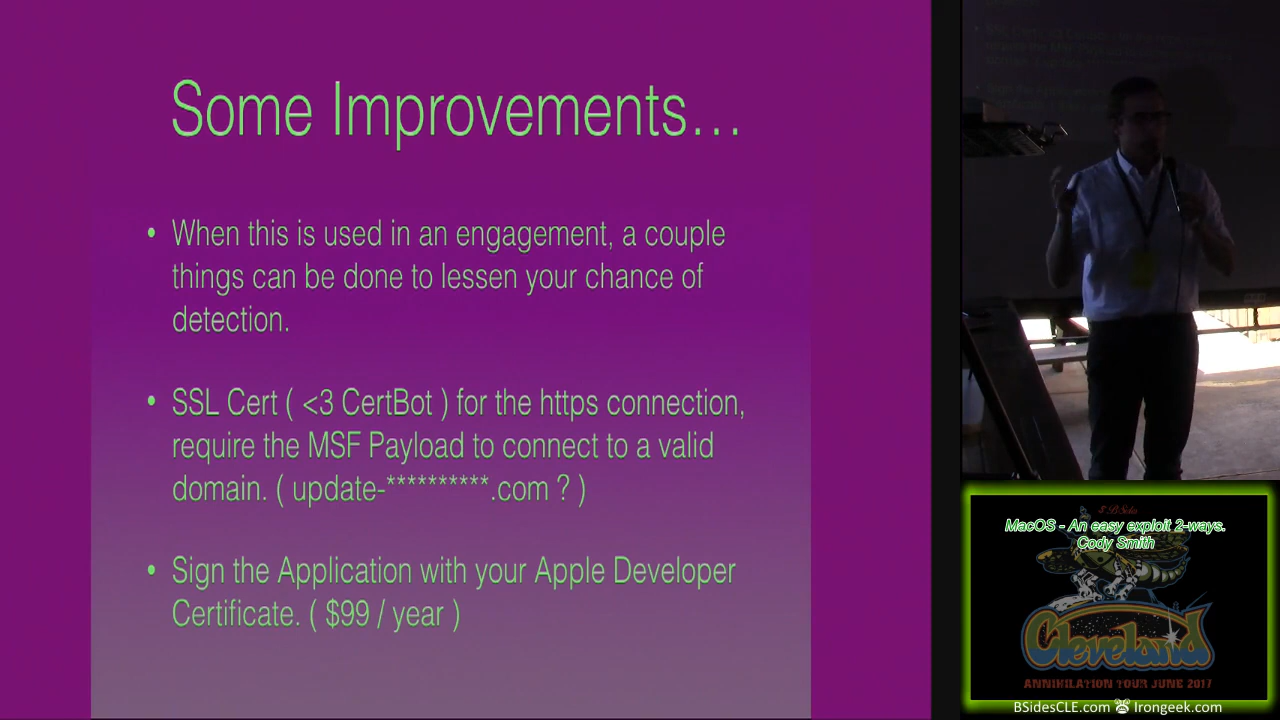 Some Improvements...
• When this is used in an engagement, a couple
things can be done to lessen your chance of
detection.
• SSL Cert ( <3 CertBot ) for the https connection,
require the MSF Payload to connect to a valid
domain. ( update-**********.com ? )
• Sign the Application with your Apple Developer
Certificate. ( $99 / year )
MacOS - An easy exploit 2-ways.
Cody Smith
Cleveland
ANNIHILATION TOUR JUNE 2017
BSidesCLE.com Irongeek.com